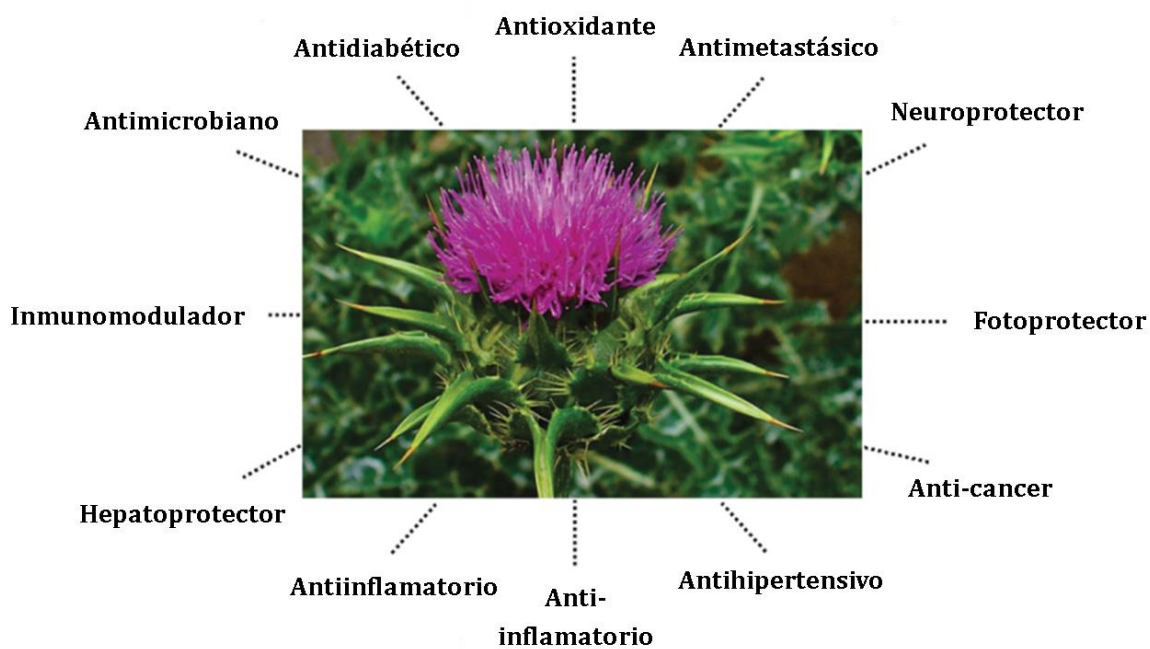 Antioxidante
Antidiabético
Antimetastásico
Antimicrobiano
Neuroprotector
Inmunomodulador
Fotoprotector
Hepatoprotector
Anti-cancer
Antiinflamatorio
Anti-
inflamatorio
Antihipertensivo